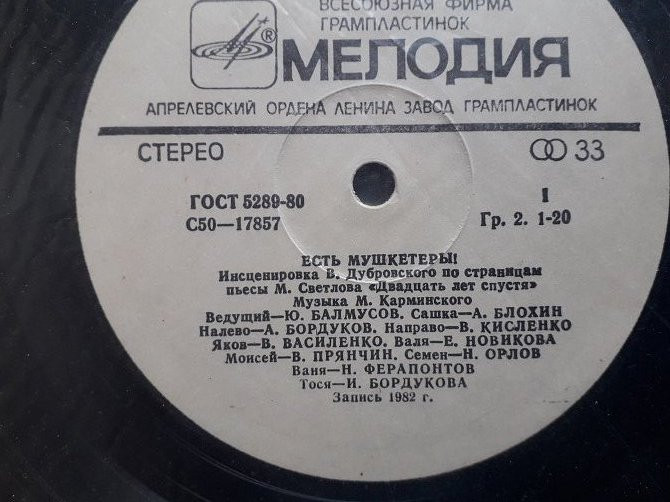 ВСЕСОЮЗНАЯ ФИРМА
ГРАМПЛАСТИНОК
МЕЛОДИЯ
АПРЕЛЕВСКИЙ ОРДЕНА ЛЕНИНА ЗАВОД ГРАМПЛАСТИНОК
СТЕРЕО 33
ГОСТ 5289-80 1
С50—17857 Гр. 2. 1-20
ЕСТЬ МУШКЕТЕРЫ!
Инсценировка В. Дубровского по страницам
пьесы М. Светлова «Двадцать лет спустя»
Музыка М. Карминского
Ведущий—Ю. БАЛМУСОВ. Сашка—А. БЛОХИН
Налево—А. БОРДУКОВ. Направо—В. КИСЛЕНКО
Яков—В. ВАСИЛЕНКО. Валя—Е. НОВИКОВА
Моисей—В. ПРЯНЧИН. Семен—Н. ОРЛОВ
Ваня—Н. ФЕРАПОНТОВ
Тося—И. БОРДУКОВА
Запись 1982 г.